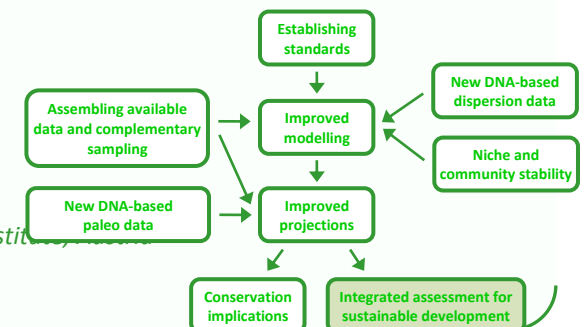 Establishing
standards
New DNA-based
dispersion data
Assembling available
data and complementary
sampling
Improved
modelling
Niche and
community stability
New DNA-based
paleo data
Improved
projections
Conservation
implications
Integrated assessment for
sustainable development